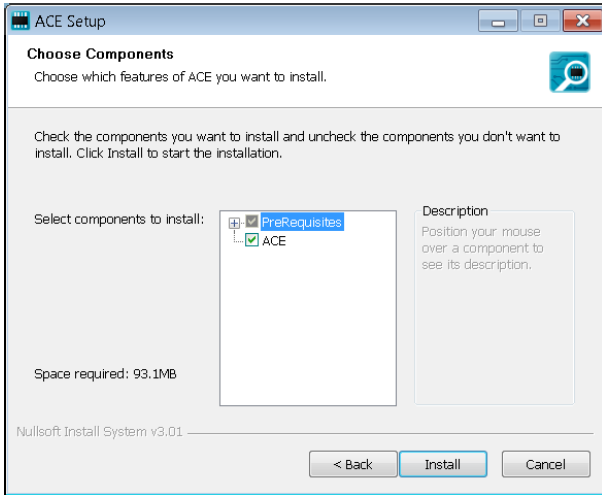 ACE Setup
Choose Components
Choose which features of ACE you want to install.
Check the components you want to install and uncheck the components you don't want to
install. Click Install to start the installation.
Select components to install:
PreRequisites
ACE
Description
Position your mouse
over a component to
see its description.
Space required: 93.1MB
Nullsoft Install System v3.01
< Back
Install
Cancel